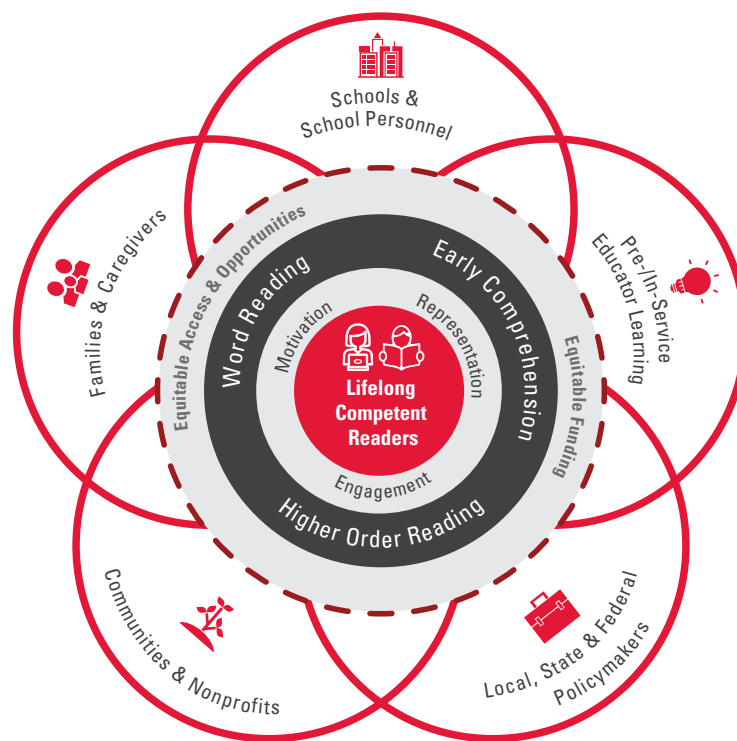 Schools &
School Personnel
Families & Caregivers
Pre-/In-Service
Educator Learning
Equitable Access & Opportunities
Equitable Funding
Word Reading
Early Comprehension
Higher Order Reading
Motivation
Representation
Engagement
Lifelong
Competent
Readers
Communities & Nonprofits
Local, State & Federal
Policymakers